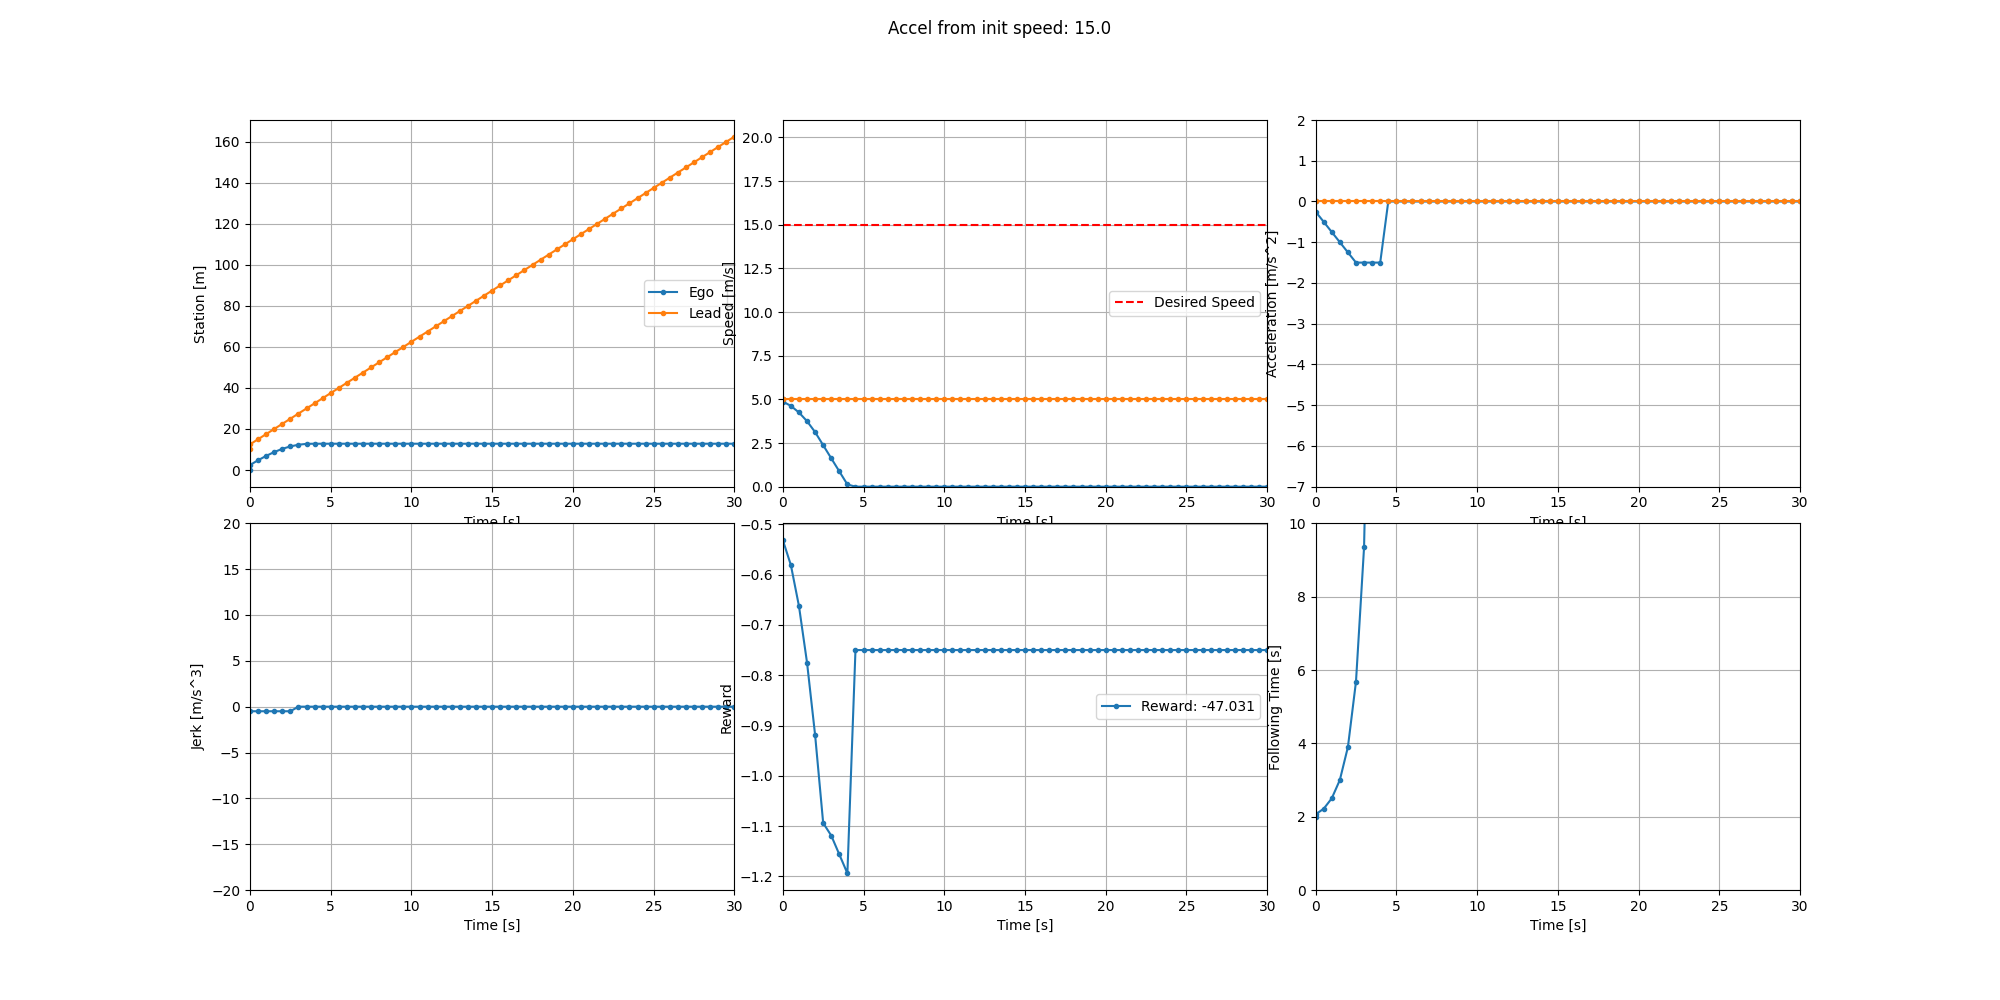 Accel from init speed: 15.0
160
140
120
100
80
60
40
20
0
Station [m]
Ego
Lead
0 5 10 15 20 25 30
Time [s]
20.0
17.5
15.0
12.5
10.0
7.5
5.0
2.5
0.0
Speed [m/s]
Desired Speed
0 5 10 15 20 25 30
Time [s]
2
1
0
−1
−2
−3
−4
−5
−6
−7
Acceleration [m/s^2]
0 5 10 15 20 25 30
Time [s]
20
15
10
5
0
−5
−10
−15
−20
Jerk [m/s^3]
0 5 10 15 20 25 30
Time [s]
−0.5
−0.6
−0.7
−0.8
−0.9
−1.0
−1.1
−1.2
Reward
Reward: -47.031
0 5 10 15 20 25 30
Time [s]
10
8
6
4
2
0
Following Time [s]
0 5 10 15 20 25 30
Time [s]